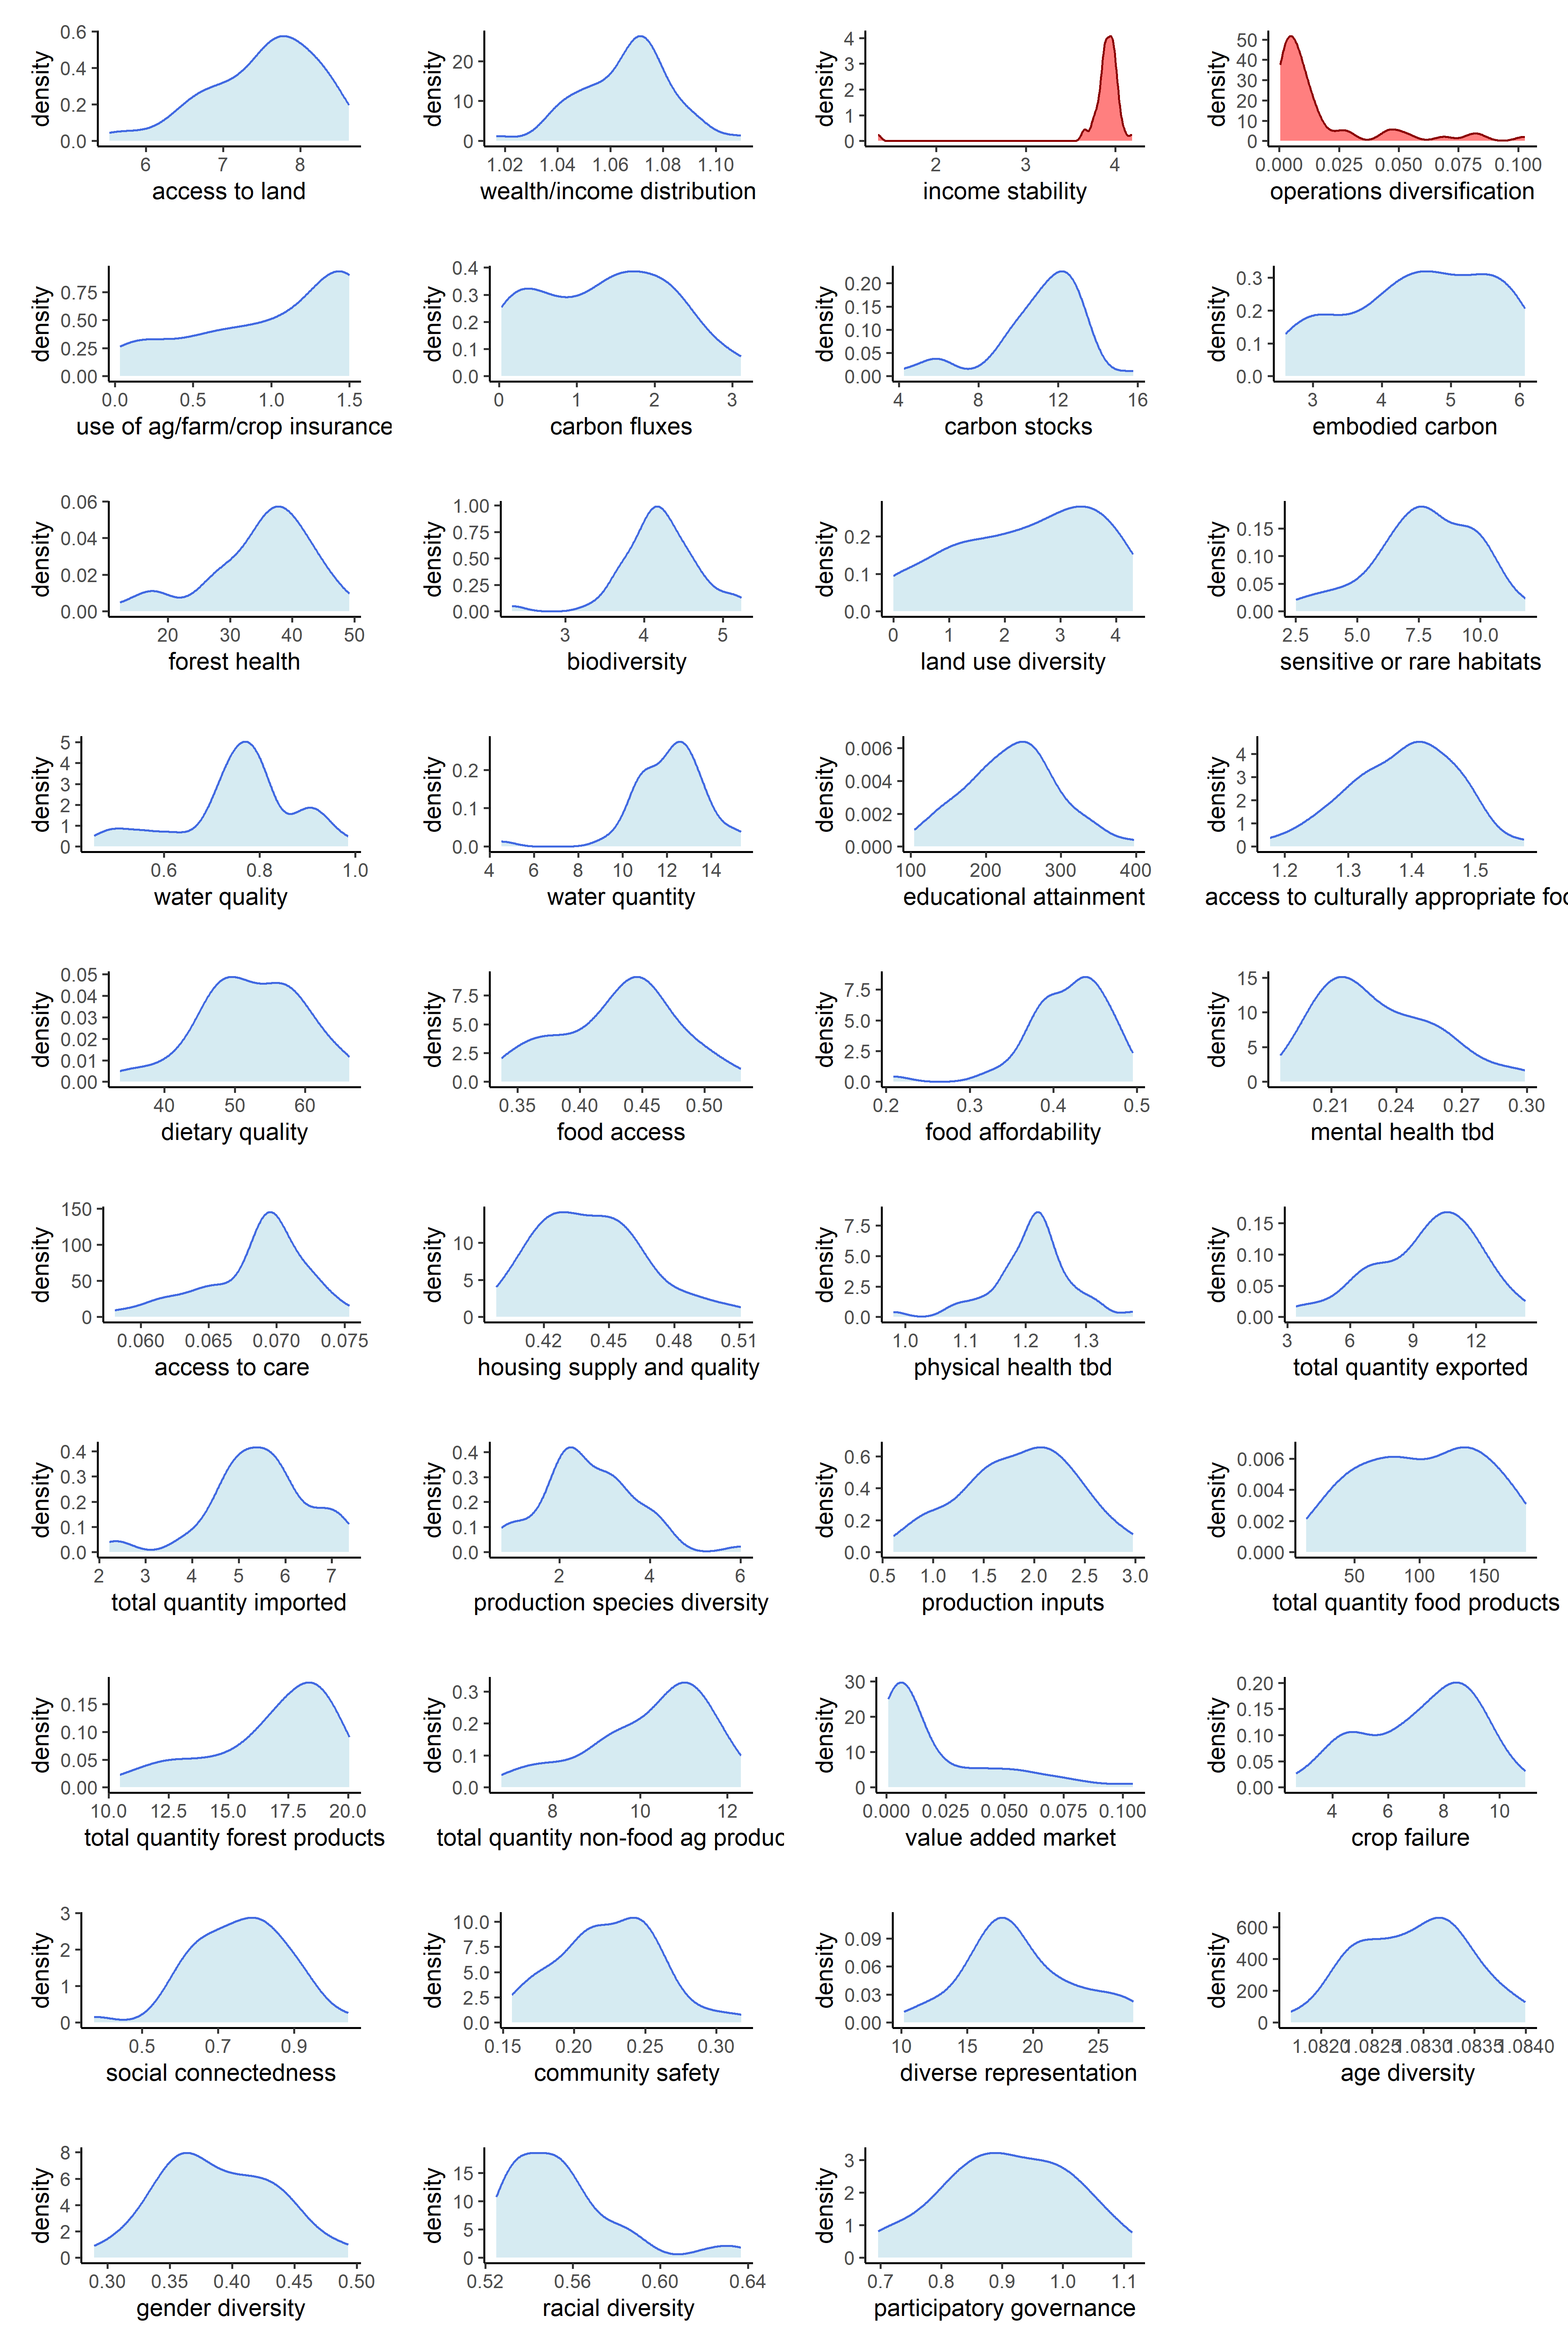 density 0.6 0.4 0.2 0.0 6 7 8 access to land
density 20 10 0 1.02 1.04 1.06 1.08 1.10 wealth/income distribution
density 4 3 2 1 0 2 3 4 income stability
density 50 40 30 20 10 0 0.000 0.025 0.050 0.075 0.100 operations diversification
density 0.75 0.50 0.25 0.00 0.0 0.5 1.0 1.5 use of ag/farm/crop insurance
density 0.4 0.3 0.2 0.1 0.0 0 1 2 3 carbon fluxes
density 0.20 0.15 0.10 0.05 0.00 4 8 12 16 carbon stocks
density 0.3 0.2 0.1 0.0 3 4 5 6 embodied carbon
density 0.06 0.04 0.02 0.00 20 30 40 50 forest health
density 1.00 0.75 0.50 0.25 0.00 3 4 5 biodiversity
density 0.2 0.1 0.0 0 1 2 3 4 land use diversity
density 0.15 0.10 0.05 0.00 2.5 5.0 7.5 10.0 sensitive or rare habitats
density 5 4 3 2 1 0 0.6 0.8 1.0 water quality
density 0.2 0.1 0.0 4 6 8 10 12 14 water quantity
density 0.006 0.004 0.002 0.000 100 200 300 400 educational attainment
density 4 3 2 1 0 1.2 1.3 1.4 1.5 access to culturally appropriate foo
density 0.05 0.04 0.03 0.02 0.01 0.00 40 50 60 dietary quality
density 7.5 5.0 2.5 0.0 0.35 0.40 0.45 0.50 food access
density 7.5 5.0 2.5 0.0 0.2 0.3 0.4 0.5 food affordability
density 15 10 5 0 0.21 0.24 0.27 0.30 mental health tbd
density 150 100 50 0 0.060 0.065 0.070 0.075 access to care
density 10 5 0 0.42 0.45 0.48 0.51 housing supply and quality
density 7.5 5.0 2.5 0.0 1.0 1.1 1.2 1.3 physical health tbd
density 0.15 0.10 0.05 0.00 3 6 9 12 total quantity exported
density 0.4 0.3 0.2 0.1 0.0 2 3 4 5 6 7 total quantity imported
density 0.4 0.3 0.2 0.1 0.0 2 4 6 production species diversity
density 0.6 0.4 0.2 0.0 0.5 1.0 1.5 2.0 2.5 3.0 production inputs
density 0.006 0.004 0.002 0.000 50 100 150 total quantity food products
density 0.15 0.10 0.05 0.00 10.0 12.5 15.0 17.5 20.0 total quantity forest products
density 0.3 0.2 0.1 0.0 8 10 12 total quantity non-food ag produc
density 30 20 10 0 0.000 0.025 0.050 0.075 0.100 value added market
density 0.20 0.15 0.10 0.05 0.00 4 6 8 10 crop failure
density 3 2 1 0 0.5 0.7 0.9 social connectedness
density 10.0 7.5 5.0 2.5 0.0 0.15 0.20 0.25 0.30 community safety
density 0.09 0.06 0.03 0.00 10 15 20 25 diverse representation
density 600 400 200 0 1.0820 1.0825 1.0830 1.0835 1.0840 age diversity
density 8 6 4 2 0 0.30 0.35 0.40 0.45 0.50 gender diversity
density 15 10 5 0 0.52 0.56 0.60 0.64 racial diversity
density 3 2 1 0 0.7 0.8 0.9 1.0 1.1 participatory governance